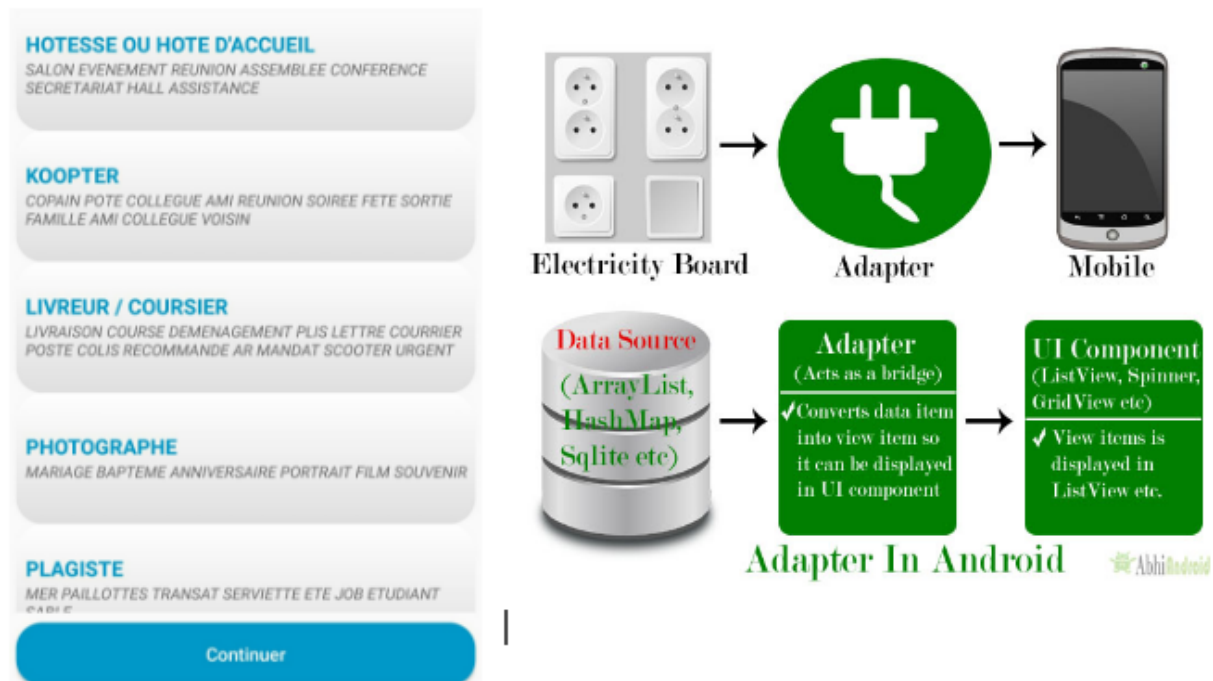 HOTESSE OU HOTE D'ACCUEIL
SALON EVENEMENT REUNION ASSEMBLEE CONFERENCE
SECRETARIAT HALL ASSISTANCE
KOOPTER
COPAIN POTE COLLEGUE AMI REUNION SOIREE FETE SORTIE
FAMILLE AMI COLLEGUE VOISIN
LIVREUR / COURSIER
LIVRAISON COURSE DEMENAGEMENT PLIS LETTRE COURRIER
POSTE COLIS RECOMMANDE AR MANDAT SCOOTER URGENT
PHOTOGRAPHE
MARIAGE BAPTEME ANNIVERSAIRE PORTRAIT FILM SOUVENIR
PLAGISTE
MER PAILLOTTES TRANSAT SERVIETTE ETE JOB ETUDIANT
SABLE
Continuer
Electricity Board
Adapter
Mobile
Data Source
(ArrayList,
HashMap,
Sqlite etc)
Adapter
(Acts as a bridge)
✓Converts data item
into view item so
it can be displayed
in UI component
UI Component
(ListView, Spinner,
GridView etc)
✓ View items is
displayed in
ListView etc.
Adapter In Android
AbhiAndroid